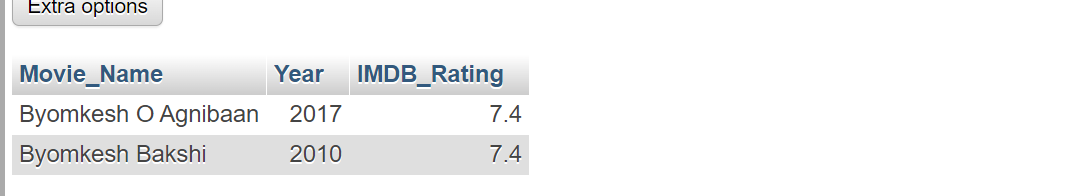 Extra options
Movie_Name Year IMDB_Rating
Byomkesh O Agnibaan 2017 7.4
Byomkesh Bakshi 2010 7.4